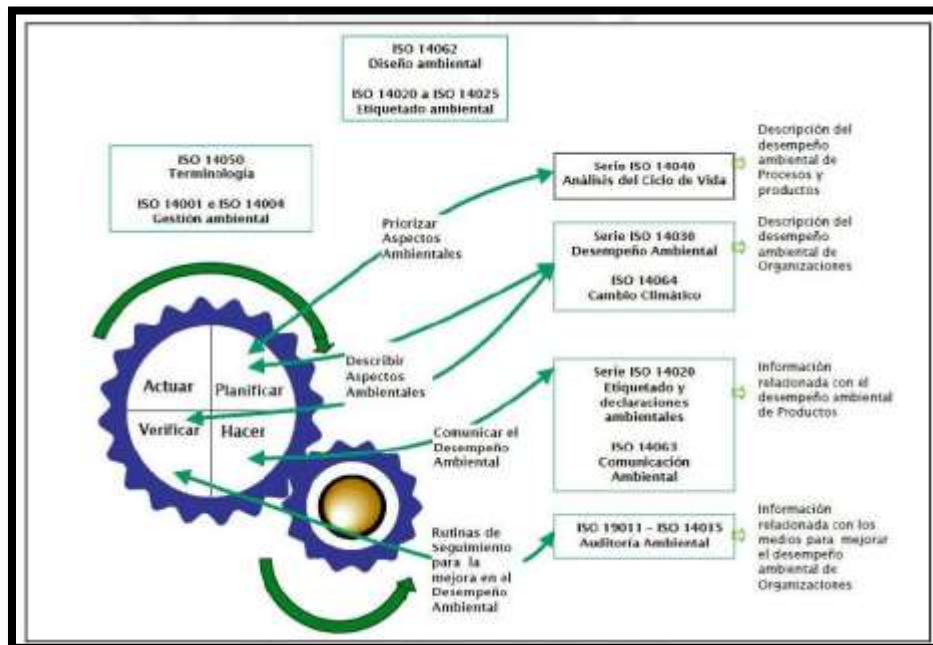 ISO 14062
Diseño ambiental
ISO 14020 a ISO 14025
Etiquetado ambiental
ISO 14050
Terminología
ISO 14001 e ISO 14004
Gestión ambiental
Priorizar
Aspectos
Ambientales
Serie ISO 14040
Análisis del Ciclo de Vida
Descripción del
desempeño
ambiental de
Procesos y
productos
Serie ISO 14030
Desempeño Ambiental
ISO 14064
Cambio Climático
Descripción del
desempeño
ambiental de
Organizaciones
Actuar
Planificar
Verificar
Hacer
Describir
Aspectos
Ambientales
Comunicar el
Desempeño
Ambiental
Serie ISO 14020
Etiquetado y
declaraciones
ambientales
ISO 14063
Comunicación
Ambiental
Información
relacionada con el
desempeño ambiental
de Productos
Rutinas de
Seguimiento
para la
mejora en el
Desempeño
Ambiental
ISO 19011 – ISO 14015
Auditoría Ambiental
Información
relacionada con los
medios para mejorar
el desempeño
ambiental de
Organizaciones